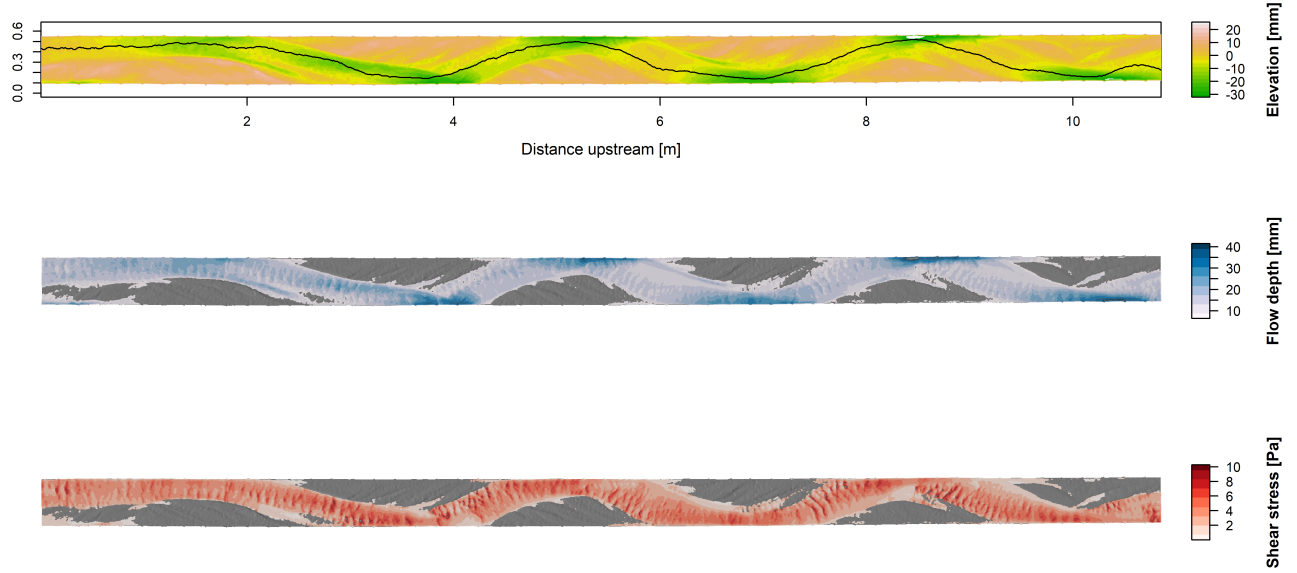 0.0 0.3 0.6
2 4 6 8 10
Distance upstream [m]
20
10
0
-10
-20
-30
Elevation [mm]
40
30
20
10
Flow depth [mm]
10
8
6
4
2
Shear stress [Pa]